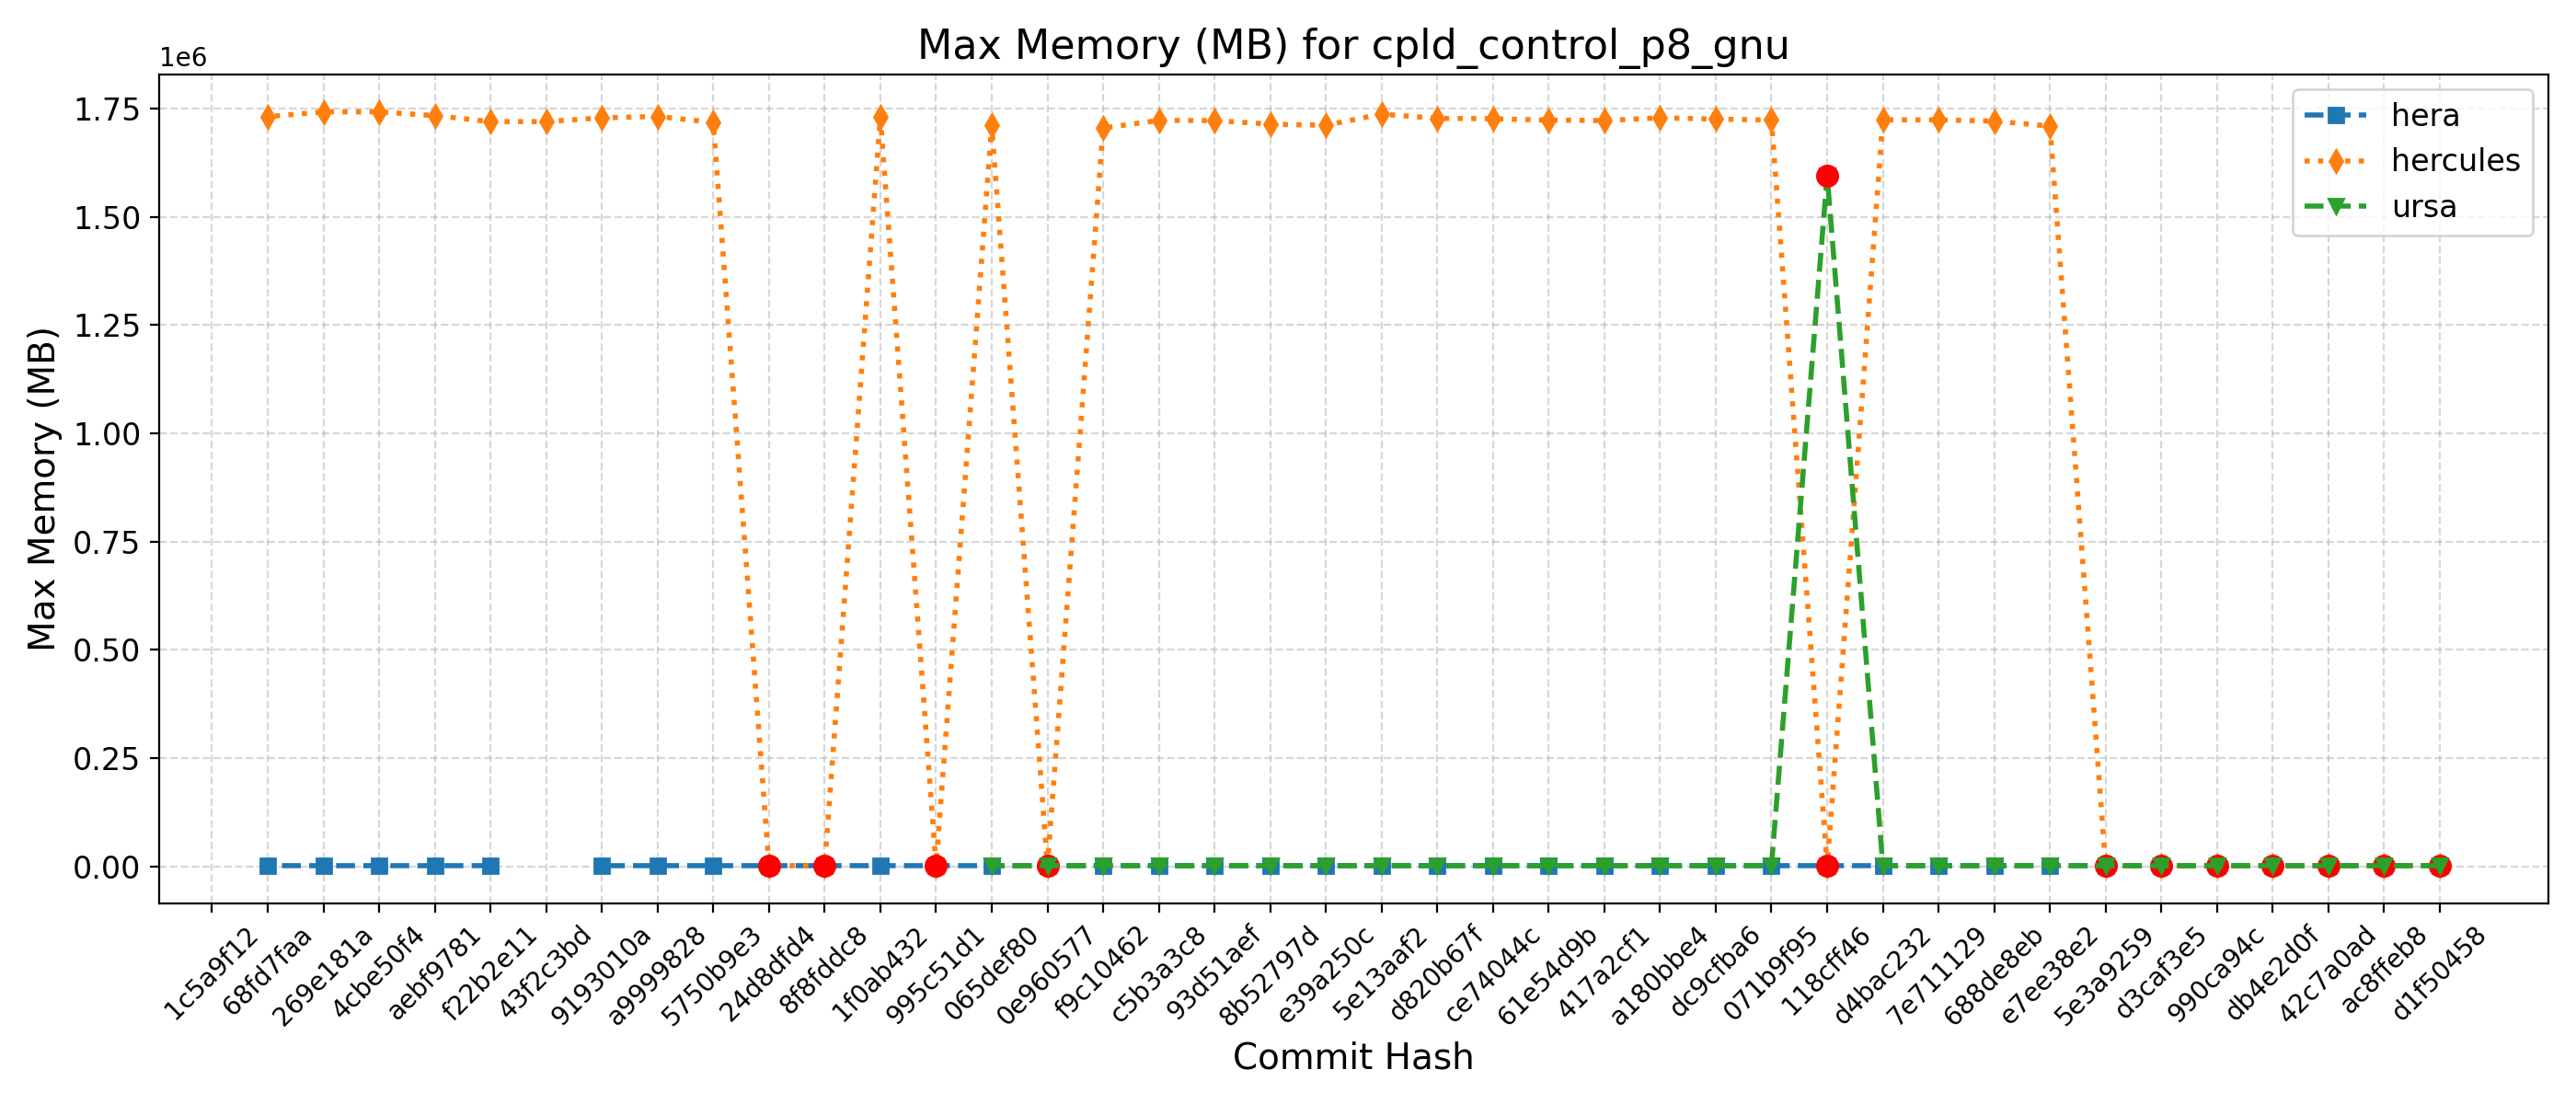 Max Memory (MB) for cpld_control_p8_gnu
1e6
1.75
1.50
1.25
1.00
0.75
0.50
0.25
0.00
Max Memory (MB)
hera
hercules
ursa
1c5a9f12
68fd7faa
269e181a
4cbe50f4
aebf9781
f22b2e11
43f2c3bd
9193010a
a9999828
5750b9e3
24d8dfd4
8f8fddc8
1f0ab432
995c51d1
065def80
0e960577
f9c10462
c5b3a3c8
93d51aef
8b52797d
e39a250c
5e13aaf2
d820b67f
ce74044c
61e54d9b
417a2cf1
a180bbe4
dc9cfba6
071b9f95
118cff46
d4bac232
7e711129
688de8eb
e7ee38e2
5e3a9259
d3caf3e5
990ca94c
db4e2d0f
42c7a0ad
ac8ffeb8
d1f50458
Commit Hash